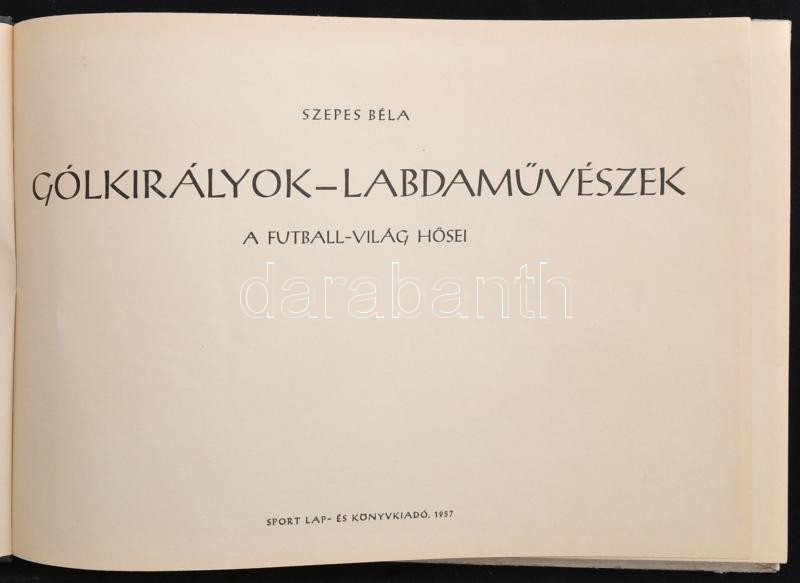 SZEPES BÉLA
GÓLKIRÁLYOK–LABDAMŰVÉSZEK
A FUTBALL-VILÁG HŐSEI
darabanth
SPORT LAP- ÉS KÖNYVKIADÓ, 1957